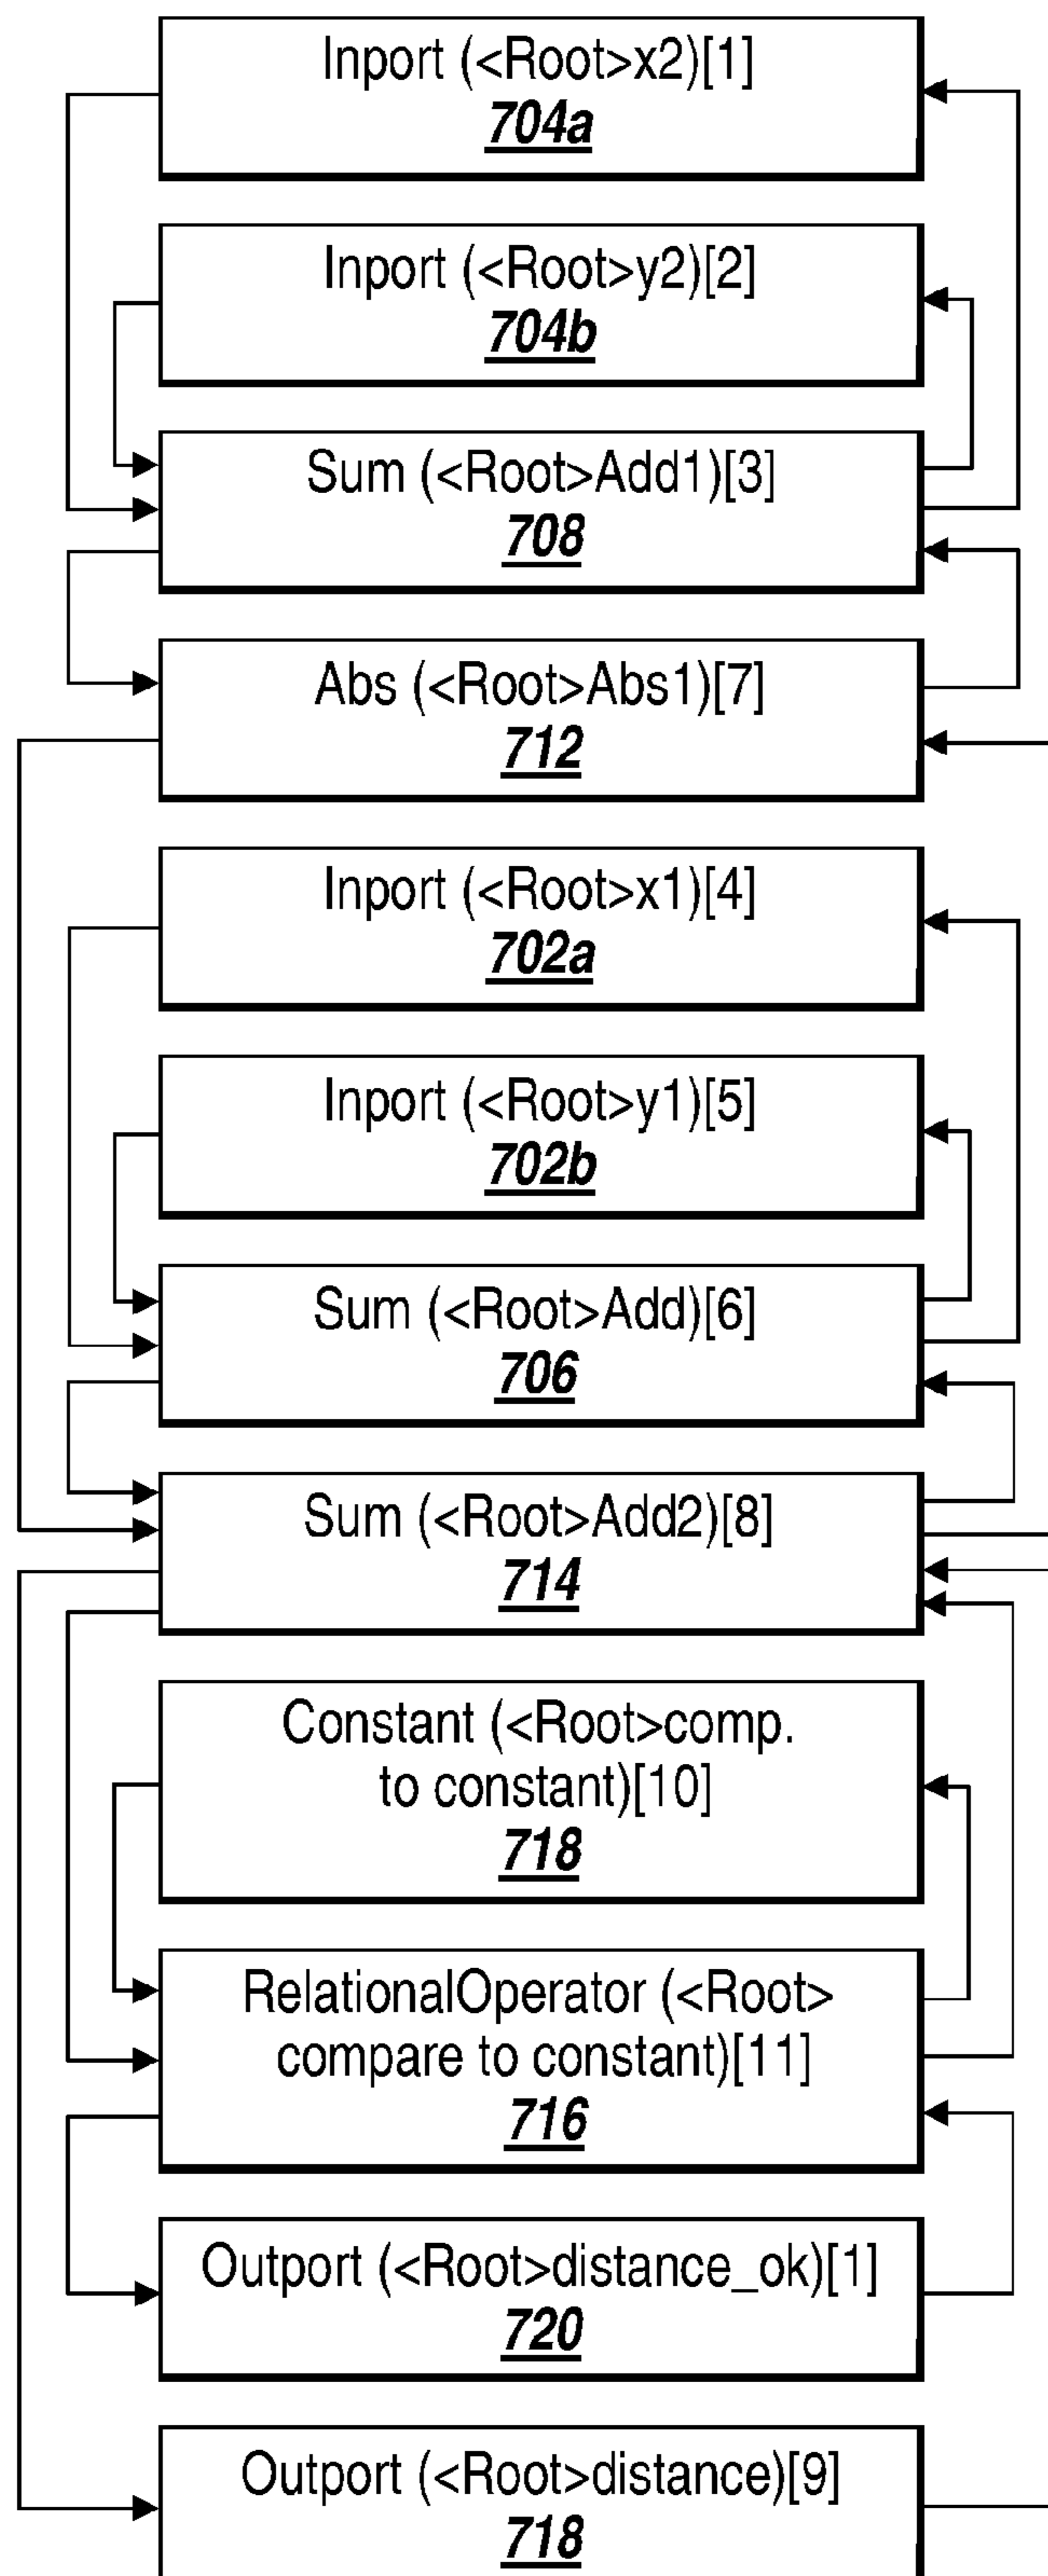 Inport (<Root>x2)[1]
704a
Inport (<Root>y2)[2]
704b
Sum (<Root>Add1)[3]
708
Abs (<Root>Abs1)[7]
712
Inport (<Root>x1)[4]
702a
Inport (<Root>y1)[5]
702b
Sum (<Root>Add)[6]
706
Sum (<Root>Add2)[8]
714
Constant (<Root>comp.
to constant)[10]
718
RelationalOperator (<Root>
compare to constant)[11]
716
Outport (<Root>distance_ok)[1]
720
Outport (<Root>distance)[9]
718